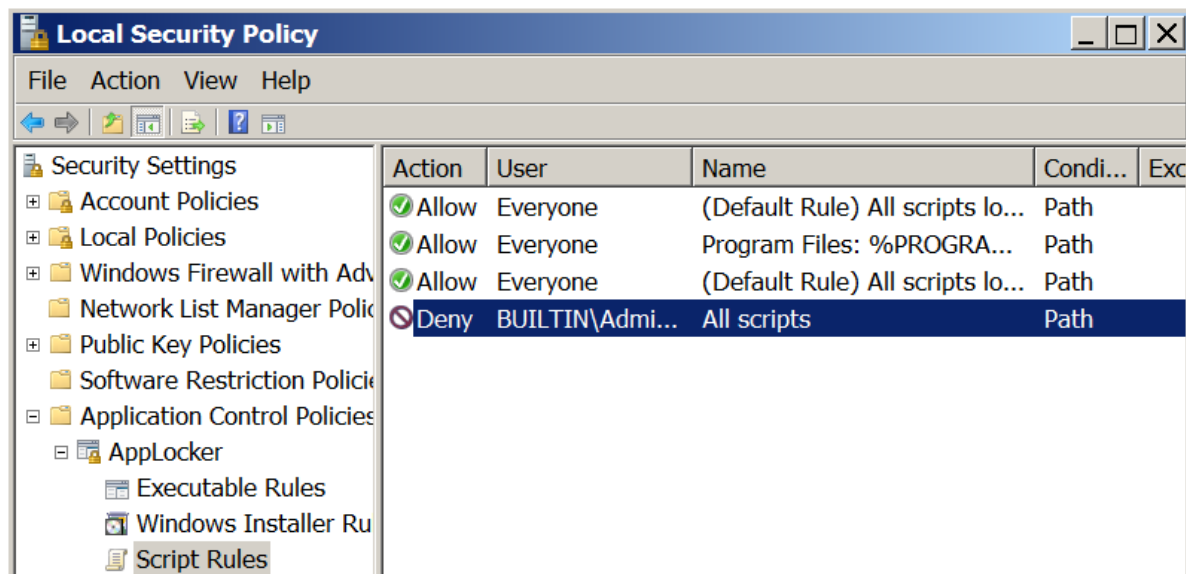 Local Security Policy
File Action View Help
Security Settings
Account Policies
Local Policies
Windows Firewall with Adv
Network List Manager Polic
Public Key Policies
Software Restriction Policie
Application Control Policies
AppLocker
Executable Rules
Windows Installer Ru
Script Rules
Action User Name Condi... Exc
Allow Everyone (Default Rule) All scripts lo... Path
Allow Everyone Program Files: %PROGRA... Path
Allow Everyone (Default Rule) All scripts lo... Path
Deny BUILTIN\Admi... All scripts Path